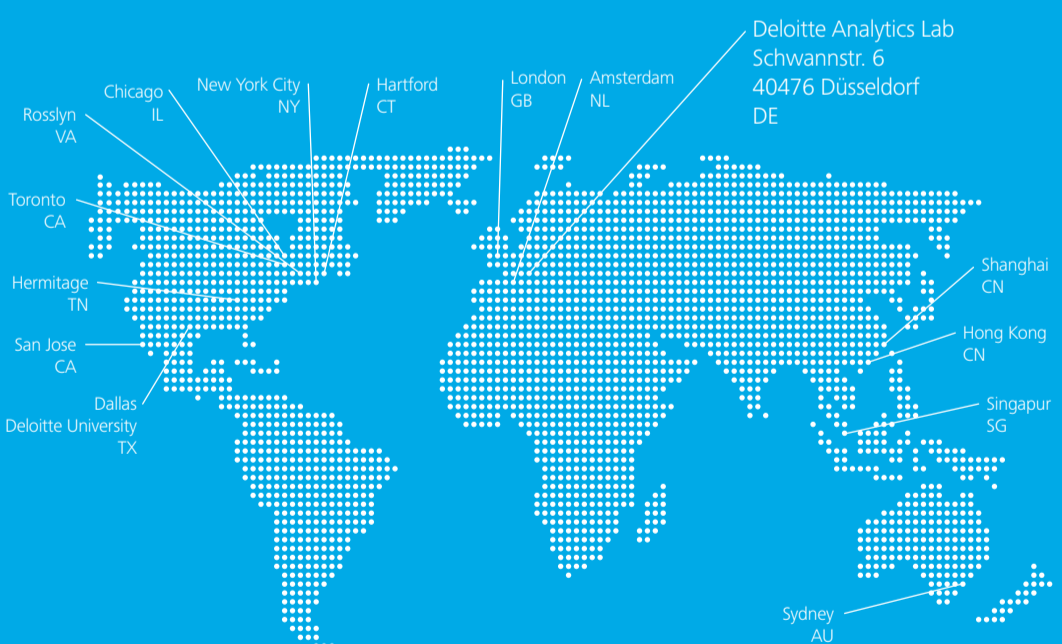 Deloitte Analytics Lab
Schwannstr. 6
40476 Düsseldorf
DE
Rosslyn
VA
Chicago
IL
New York City
NY
Hartford
CT
London
GB
Amsterdam
NL
Toronto
CA
Hermitage
TN
San Jose
CA
Dallas
Deloitte University
TX
Shanghai
CN
Hong Kong
CN
Singapur
SG
Sydney
AU